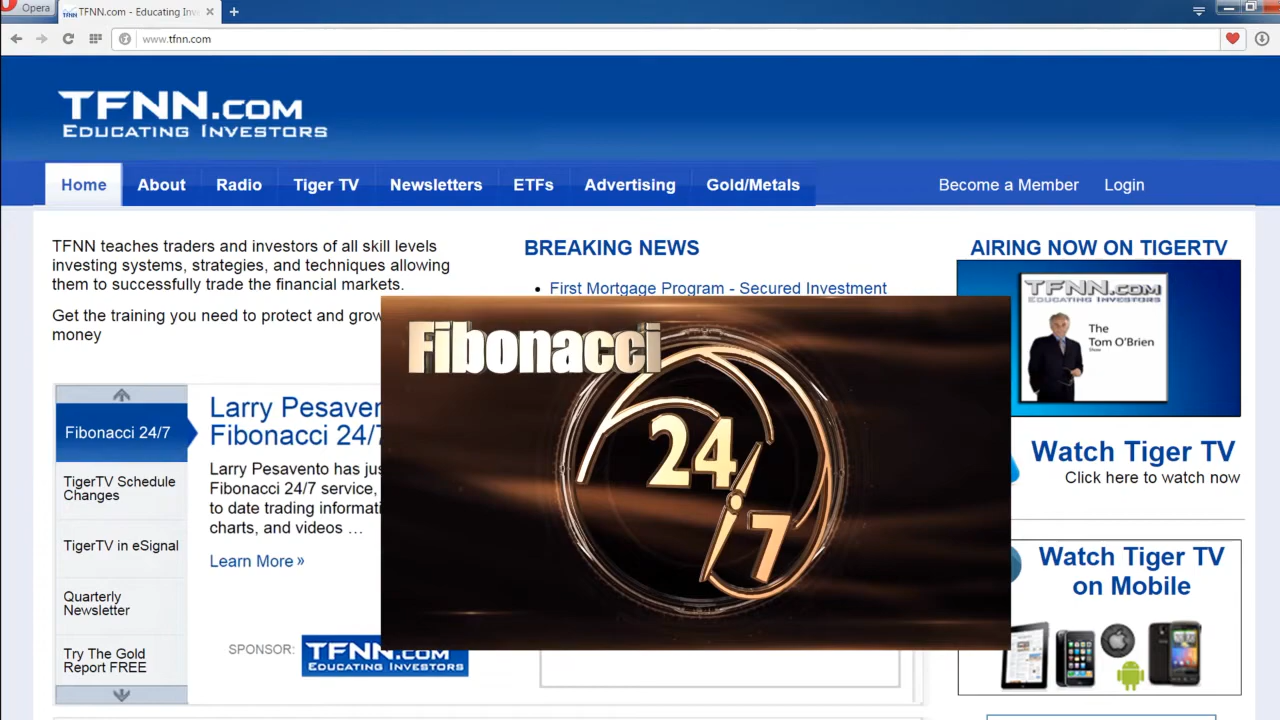 Opera
TFNN.com - Educating Inv
www.tfnn.com
TFNN.COM
EDUCATING INVESTORS
Home
About
Radio
Tiger TV
Newsletters
ETFs
Advertising
Gold/Metals
Become a Member
Login
TFNN teaches traders and investors of all skill levels
investing systems, strategies, and techniques allowing
them to successfully trade the financial markets.
Get the training you need to protect and grow
money
BREAKING NEWS
First Mortgage Program - Secured Investment
AIRING NOW ON TIGERTV
TFNN.COM
EDUCATING INVESTORS
The
Tom O'Brien
Show
Fibonacci
24
7
Fibonacci 24/7
TigerTV Schedule
Changes
TigerTV in eSignal
Quarterly
Newsletter
Try The Gold
Report FREE
Larry Pesaven
Fibonacci 24/7
Larry Pesavento has jus
Fibonacci 24/7 service,
to date trading informati
charts, and videos …
Learn More »
SPONSOR:
TFNN.COM
EDUCATING INVESTORS
Watch Tiger TV
Click here to watch now
Watch Tiger TV
on Mobile